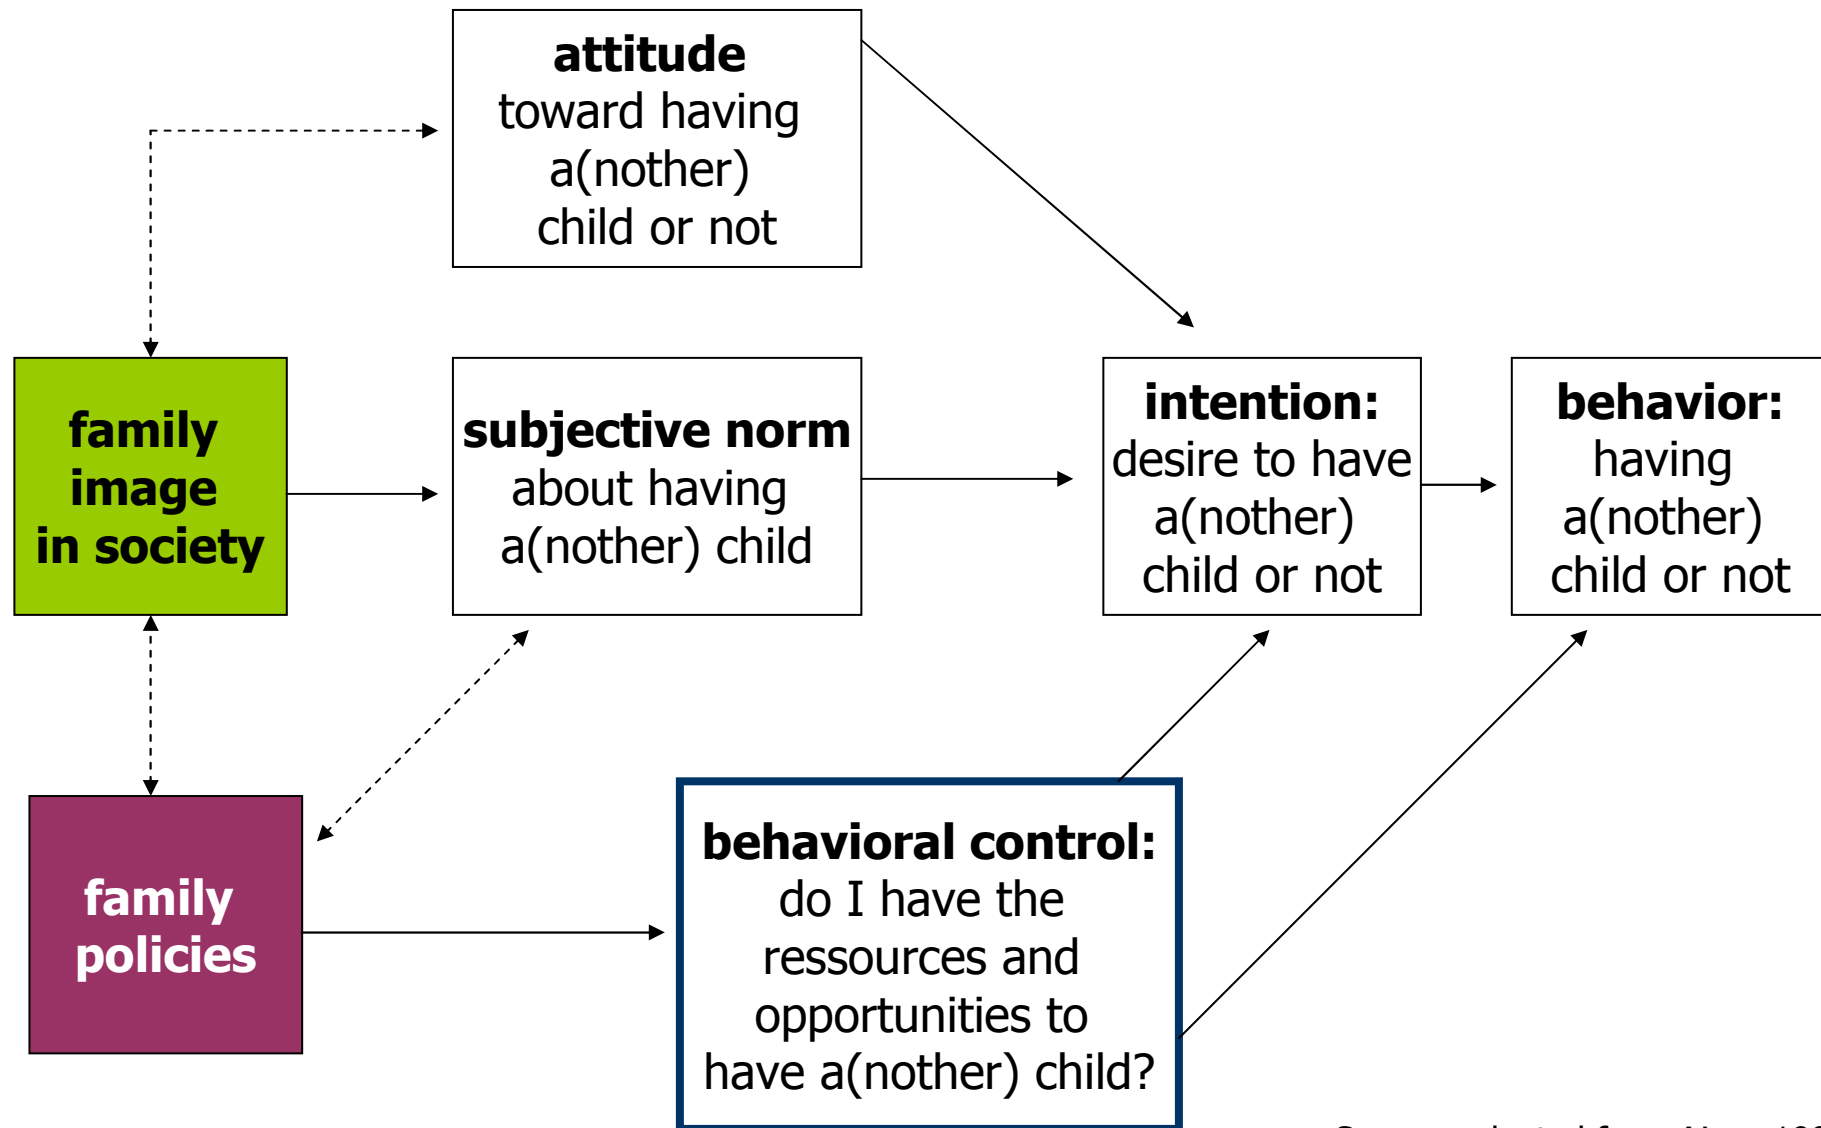 attitude
toward having
a(nother)
child or not
family
image
in society
subjective norm
about having
a(nother) child
intention:
desire to have
a(nother)
child or not
behavior:
having
a(nother)
child or not
family
policies
behavioral control:
do I have the
ressources and
opportunities to
have a(nother) child?